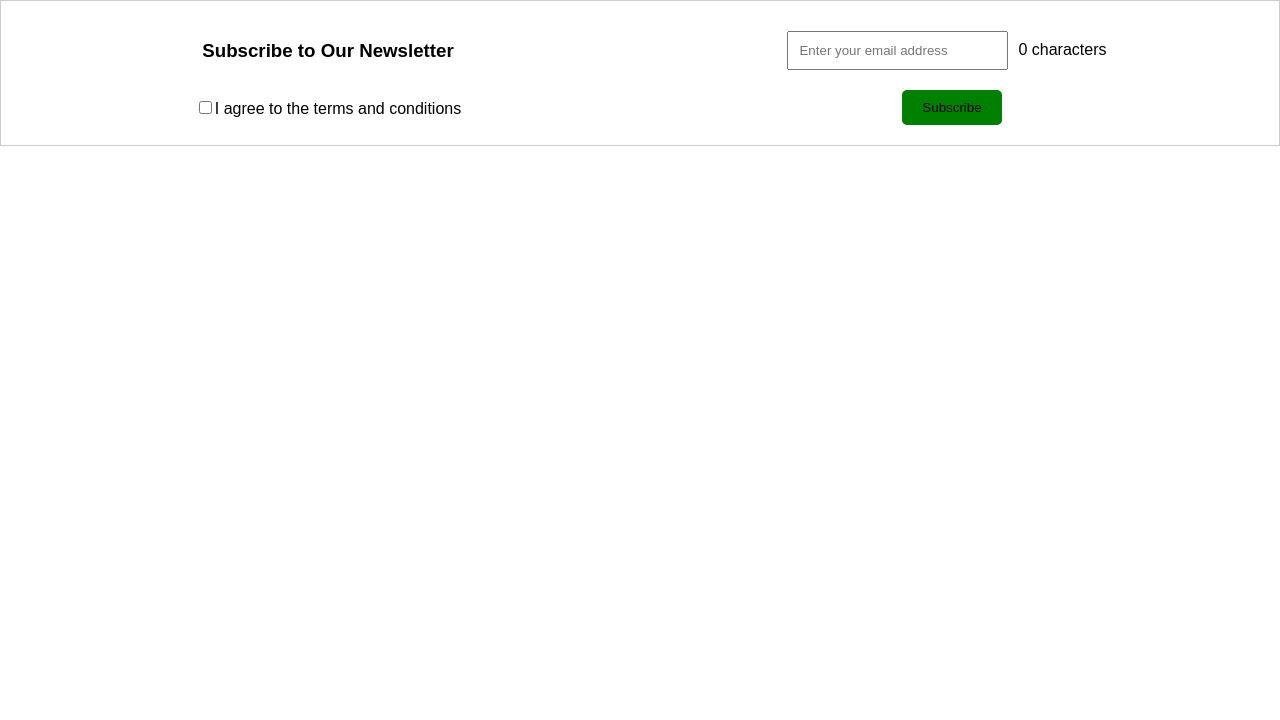 Subscribe to Our Newsletter
Enter your email address
0 characters
I agree to the terms and conditions
Subscribe